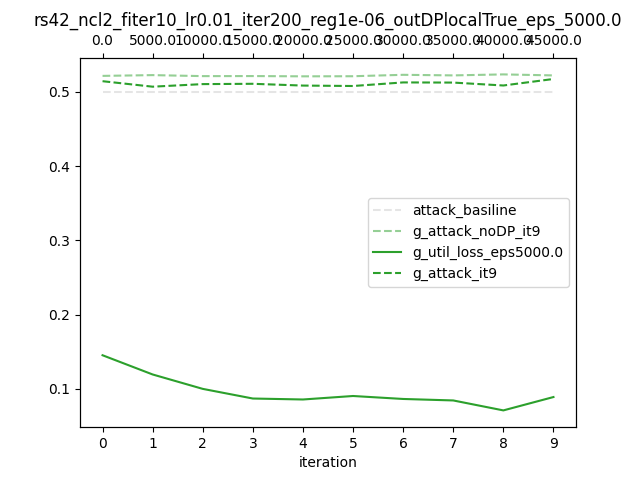 rs42_ncl2_fiter10_lr0.01_iter200_reg1e-06_outDPlocalTrue_eps_5000.0
0.0 5000.0 10000.0 15000.0 20000.0 25000.0 30000.0 35000.0 40000.0 45000.0
0.5
0.4
0.3
0.2
0.1
attack_basiline
g_attack_noDP_it9
g_util_loss_eps5000.0
g_attack_it9
0 1 2 3 4 5 6 7 8 9
iteration